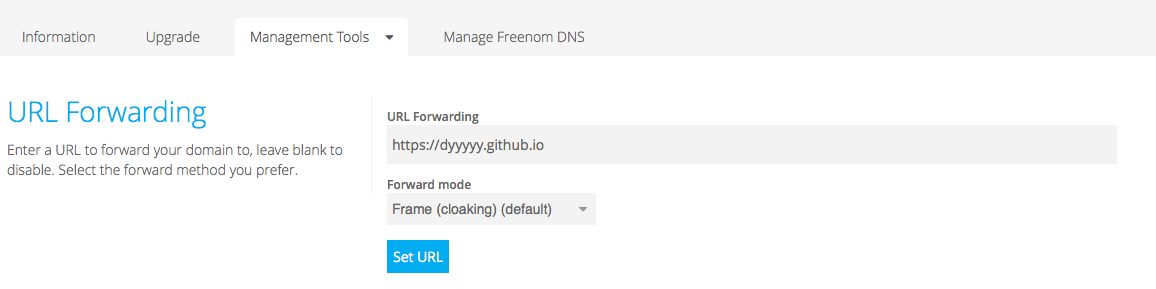 Information
Upgrade
Management Tools
Manage Freenom DNS
URL Forwarding
Enter a URL to forward your domain to, leave blank to
disable. Select the forward method you prefer.
URL Forwarding
https://dyyyyy.github.io
Forward mode
Frame (cloaking) (default)
Set URL